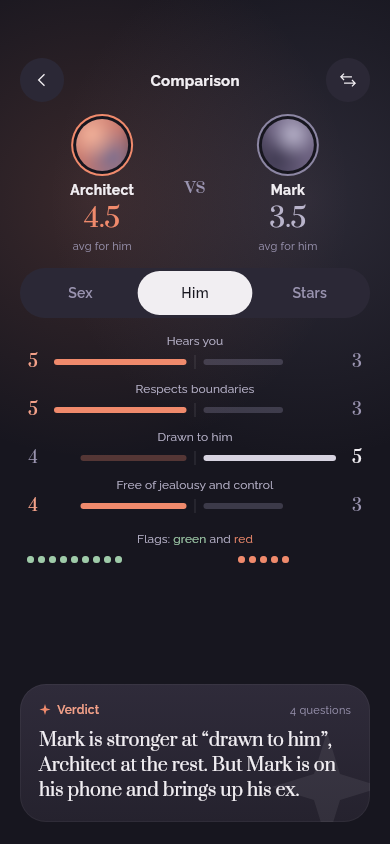 Comparison
Architect
VS
Mark
4.5
3.5
avg for him
avg for him
Sex
Him
Stars
Hears you
5
3
Respects boundaries
5
3
Drawn to him
4
5
Free of jealousy and control
4
3
Flags: green and red
Verdict
4 questions
Mark is stronger at “drawn to him”,
Architect at the rest. But Mark is on
his phone and brings up his ex.